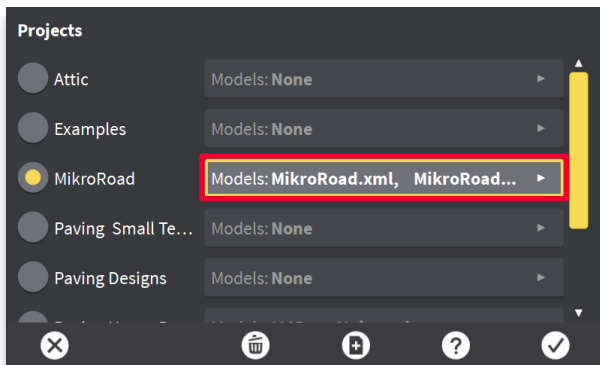 Projects
Attic Models: None
Examples Models: None
MikroRoad Models: MikroRoad.xml, MikroRoad...
Paving Small Te... Models: None
Paving Designs Models: None
?